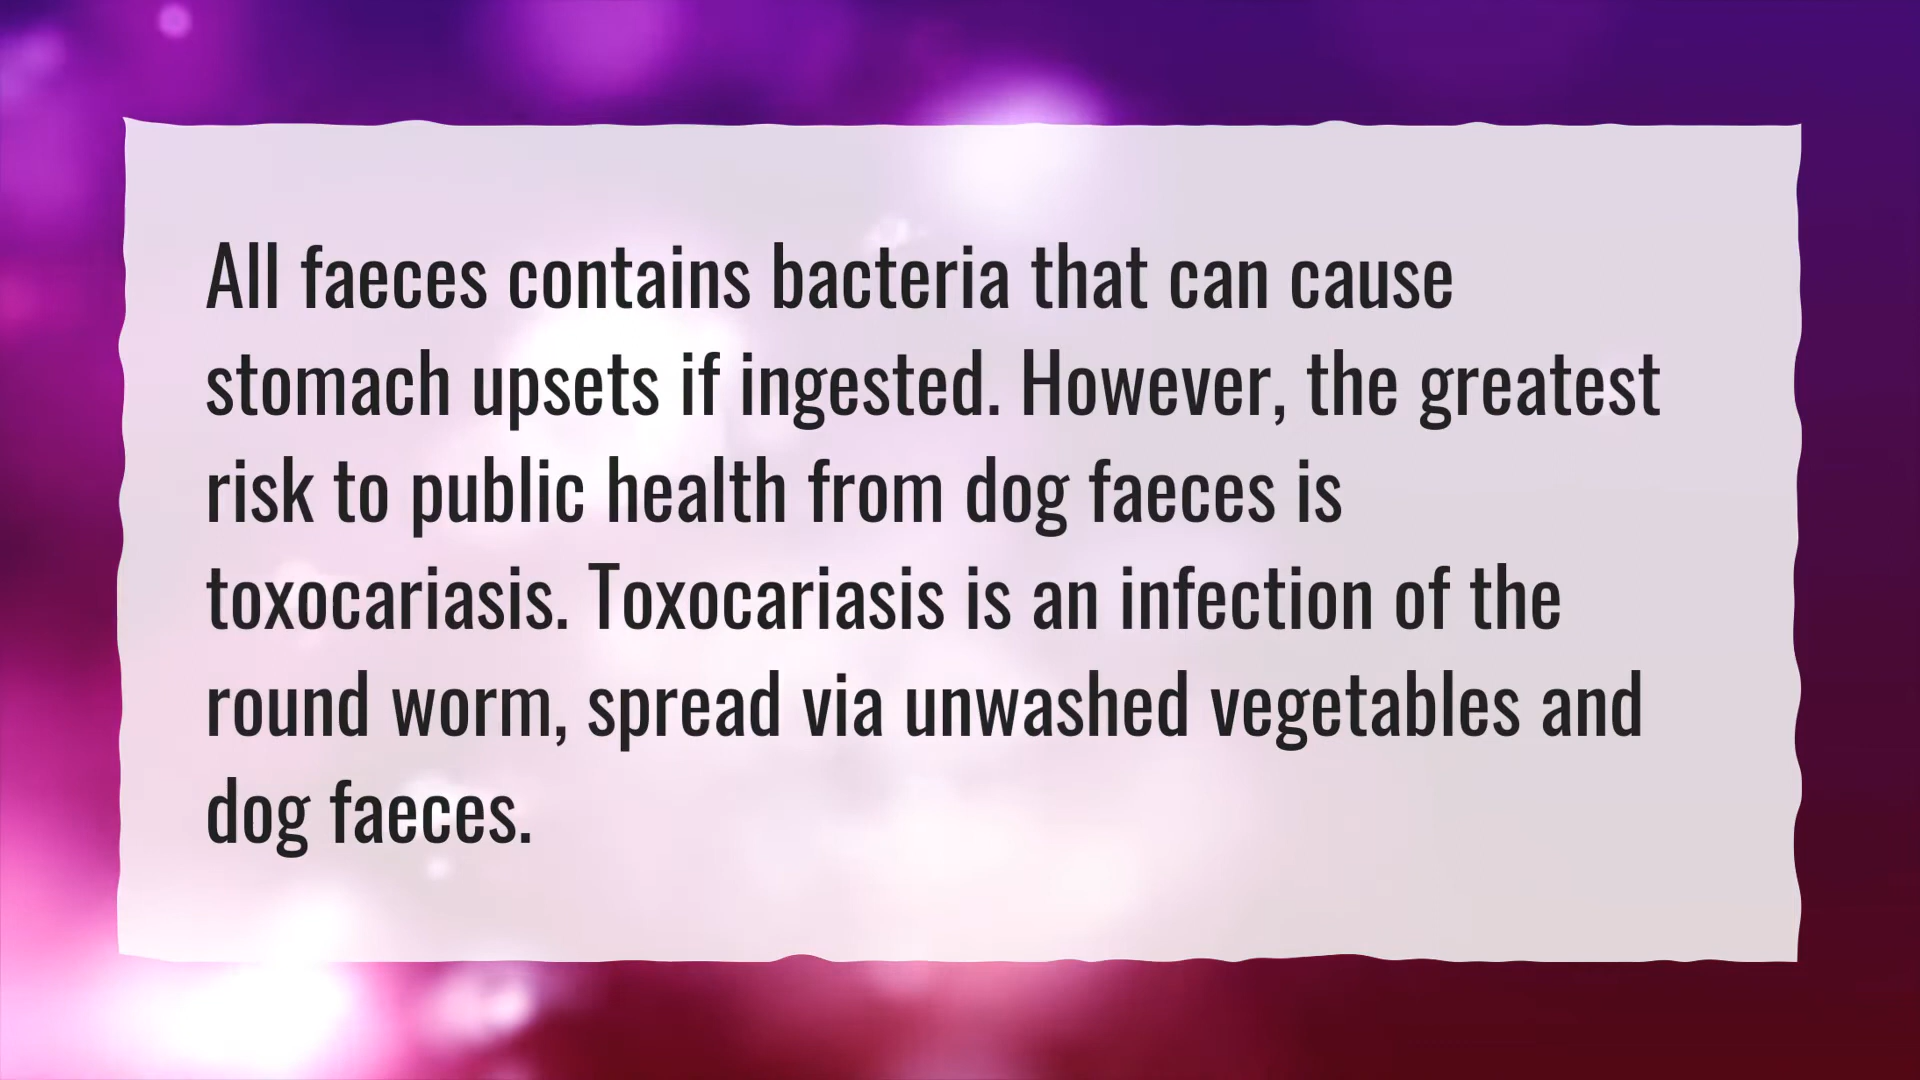 All faeces contains bacteria that can cause
stomach upsets if ingested. However, the greatest
risk to public health from dog faeces is
toxocariasis. Toxocariasis is an infection of the
round worm, spread via unwashed vegetables and
dog faeces.